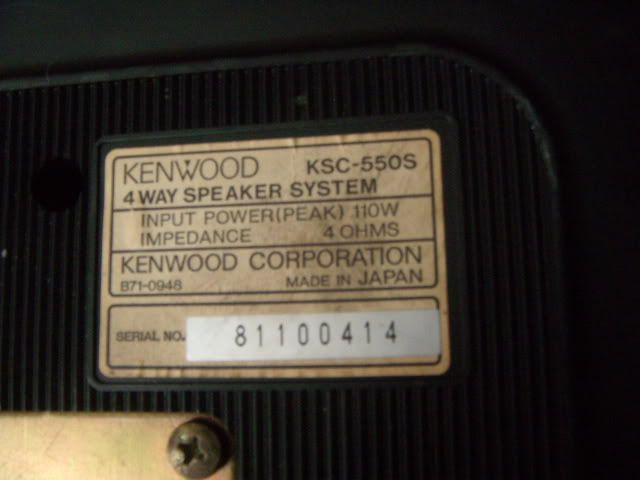 KENWOOD KSC-550S
4 WAY SPEAKER SYSTEM
INPUT POWER(PEAK) 110W
IMPEDANCE 4 OHMS
KENWOOD CORPORATION
B71-0948 MADE IN JAPAN
SERIAL NO. 81100414